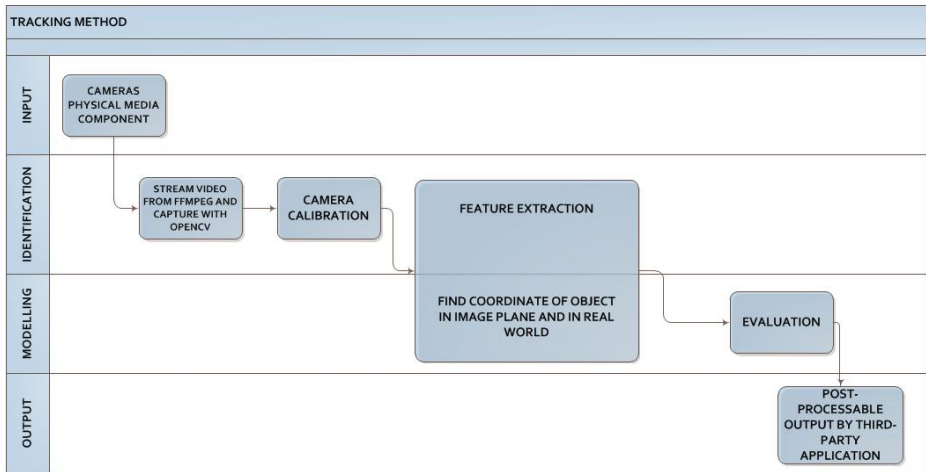 TRACKING METHOD
INPUT
CAMERAS
PHYSICAL MEDIA
COMPONENT
IDENTIFICATION
STREAM VIDEO
FROM FFMPEG AND
CAPTURE WITH
OPENCV
CAMERA
CALIBRATION
FEATURE EXTRACTION
MODELLING
FIND COORDINATE OF OBJECT
IN IMAGE PLANE AND IN REAL
WORLD
EVALUATION
OUTPUT
POST-
PROCESSABLE
OUTPUT BY THIRD-
PARTY
APPLICATION